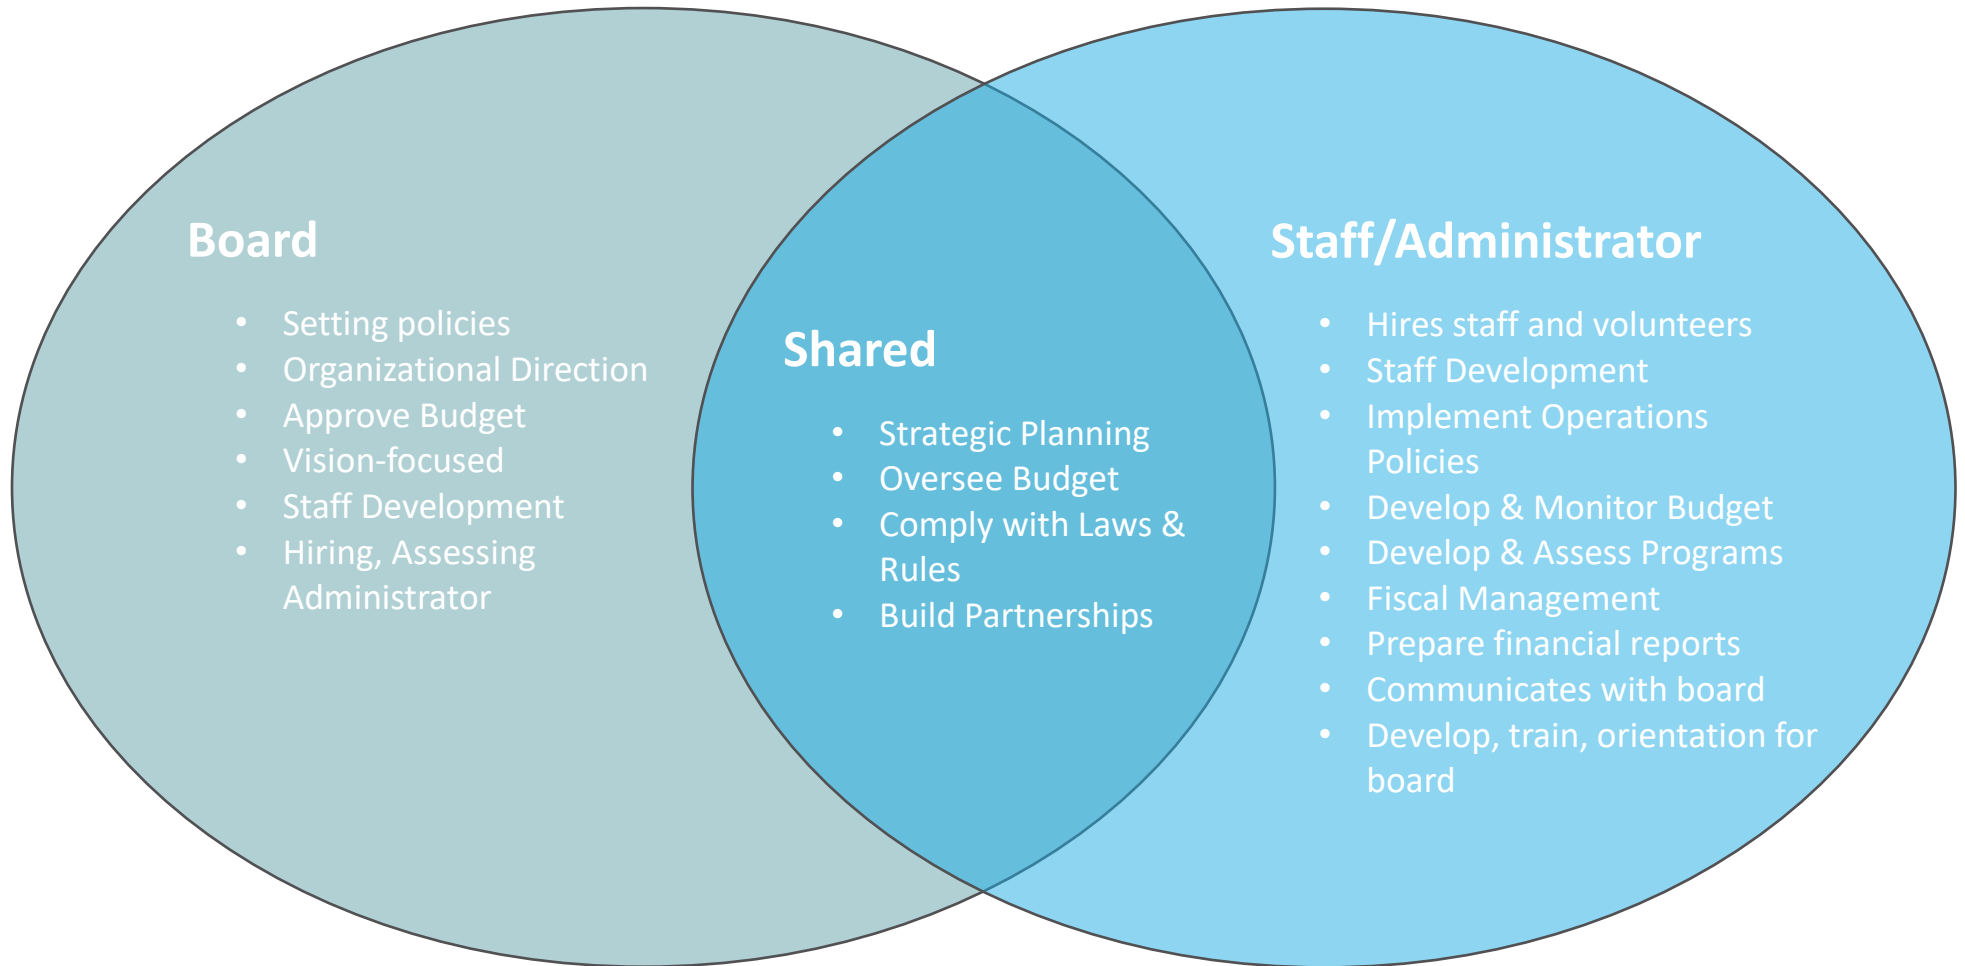 Board
• Setting policies
• Organizational Direction
• Approve Budget
• Vision-focused
• Staff Development
• Hiring, Assessing
Administrator
Shared
• Strategic Planning
• Oversee Budget
• Comply with Laws &
Rules
• Build Partnerships
Staff/Administrator
• Hires staff and volunteers
• Staff Development
• Implement Operations
Policies
• Develop & Monitor Budget
• Develop & Assess Programs
• Fiscal Management
• Prepare financial reports
• Communicates with board
• Develop, train, orientation for
board